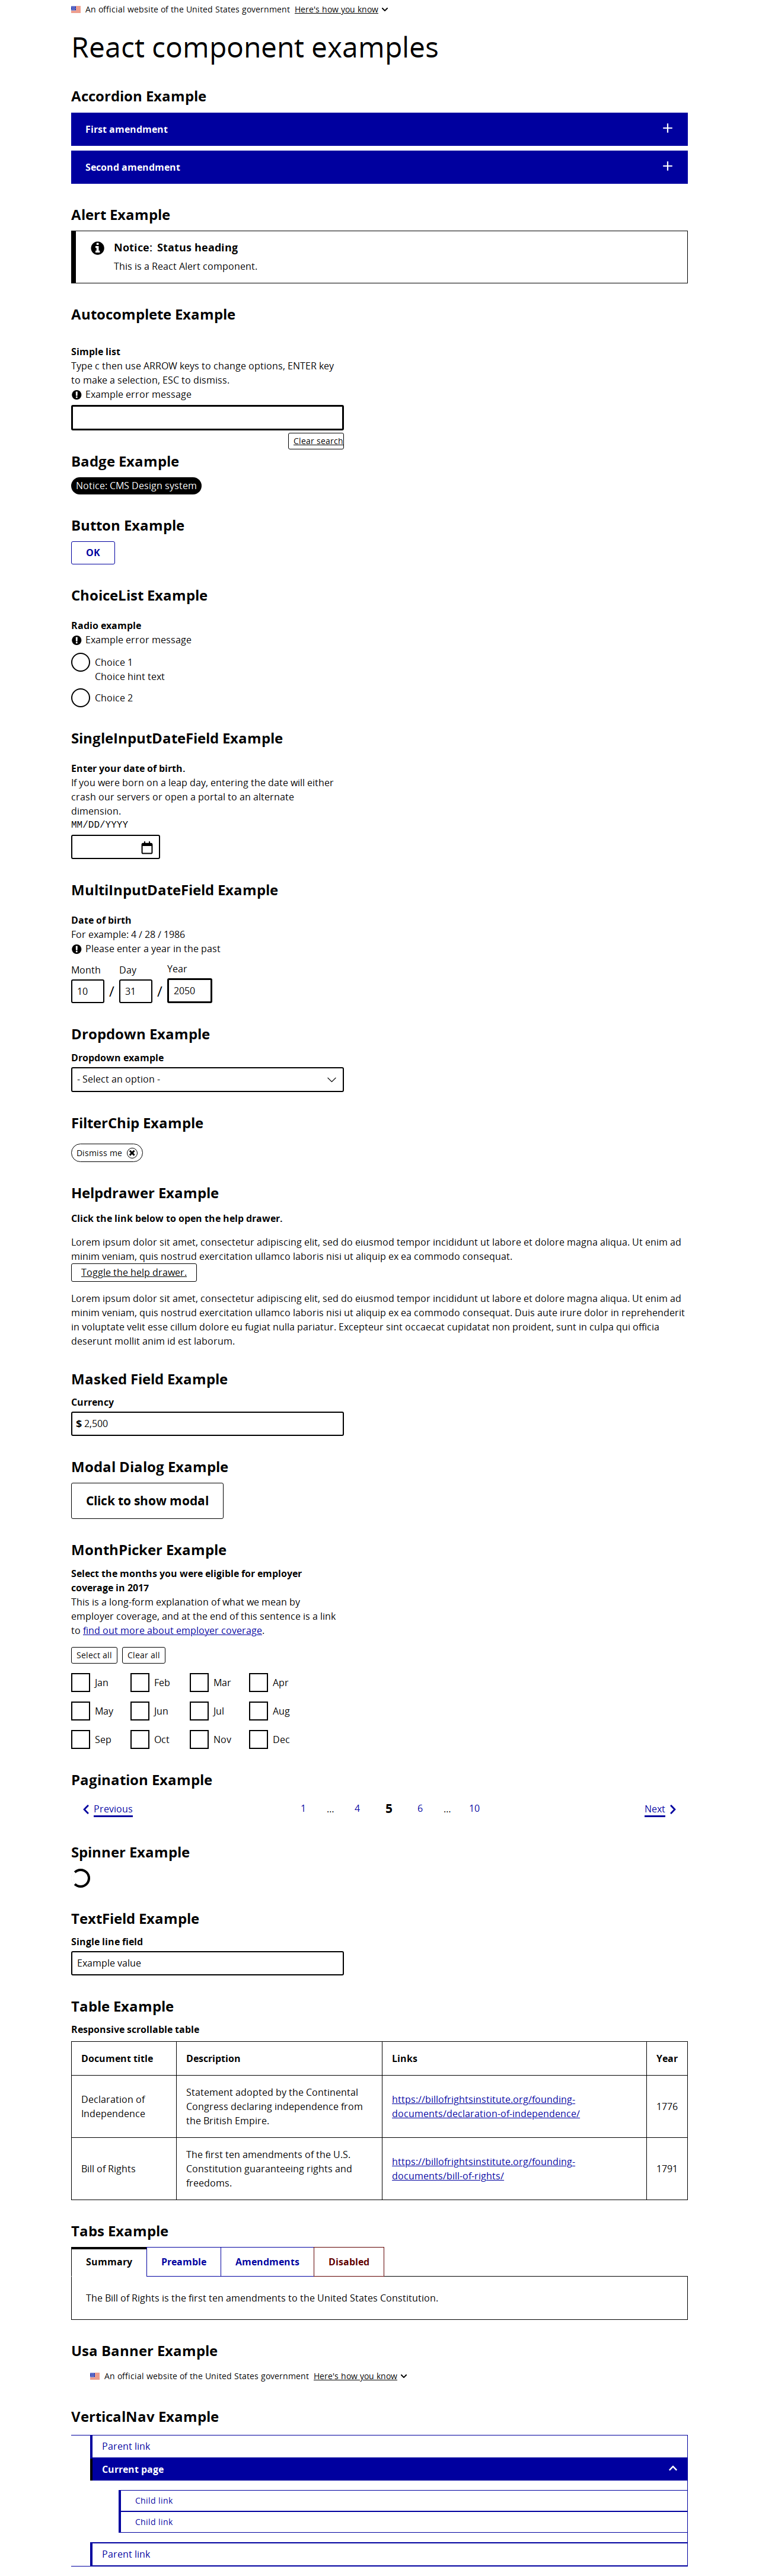 An official website of the United States government Here's how you know
React component examples
Accordion Example
First amendment
Second amendment
Alert Example
Notice: Status heading
This is a React Alert component.
Autocomplete Example
Simple list
Type c then use ARROW keys to change options, ENTER key
to make a selection, ESC to dismiss.
Example error message
Clear search
Badge Example
Notice: CMS Design system
Button Example
OK
ChoiceList Example
Radio example
Example error message
Choice 1
Choice hint text
Choice 2
SingleInputDateField Example
Enter your date of birth.
If you were born on a leap day, entering the date will either
crash our servers or open a portal to an alternate
dimension.
MM/DD/YYYY
MultiInputDateField Example
Date of birth
For example: 4 / 28 / 1986
Please enter a year in the past
Month Day Year
10 / 31 / 2050
Dropdown Example
Dropdown example
- Select an option -
FilterChip Example
Dismiss me
Helpdrawer Example
Click the link below to open the help drawer.
Lorem ipsum dolor sit amet, consectetur adipiscing elit, sed do eiusmod tempor incididunt ut labore et dolore magna aliqua. Ut enim ad
minim veniam, quis nostrud exercitation ullamco laboris nisi ut aliquip ex ea commodo consequat.
Toggle the help drawer.
Lorem ipsum dolor sit amet, consectetur adipiscing elit, sed do eiusmod tempor incididunt ut labore et dolore magna aliqua. Ut enim ad
minim veniam, quis nostrud exercitation ullamco laboris nisi ut aliquip ex ea commodo consequat. Duis aute irure dolor in reprehenderit
in voluptate velit esse cillum dolore eu fugiat nulla pariatur. Excepteur sint occaecat cupidatat non proident, sunt in culpa qui officia
deserunt mollit anim id est laborum.
Masked Field Example
Currency
$ 2,500
Modal Dialog Example
Click to show modal
MonthPicker Example
Select the months you were eligible for employer
coverage in 2017
This is a long-form explanation of what we mean by
employer coverage, and at the end of this sentence is a link
to find out more about employer coverage.
Select all Clear all
Jan Feb Mar Apr
May Jun Jul Aug
Sep Oct Nov Dec
Pagination Example
Previous 1 ... 4 5 6 ... 10 Next
Spinner Example
TextField Example
Single line field
Example value
Table Example
Responsive scrollable table
Document title Description Links Year
Declaration of
Independence
Statement adopted by the Continental
Congress declaring independence from
the British Empire.
https://billofrightsinstitute.org/founding-
documents/declaration-of-independence/
1776
Bill of Rights
The first ten amendments of the U.S.
Constitution guaranteeing rights and
freedoms.
https://billofrightsinstitute.org/founding-
documents/bill-of-rights/
1791
Tabs Example
Summary Preamble Amendments Disabled
The Bill of Rights is the first ten amendments to the United States Constitution.
Usa Banner Example
An official website of the United States government Here's how you know
VerticalNav Example
Parent link
Current page
Child link
Child link
Parent link